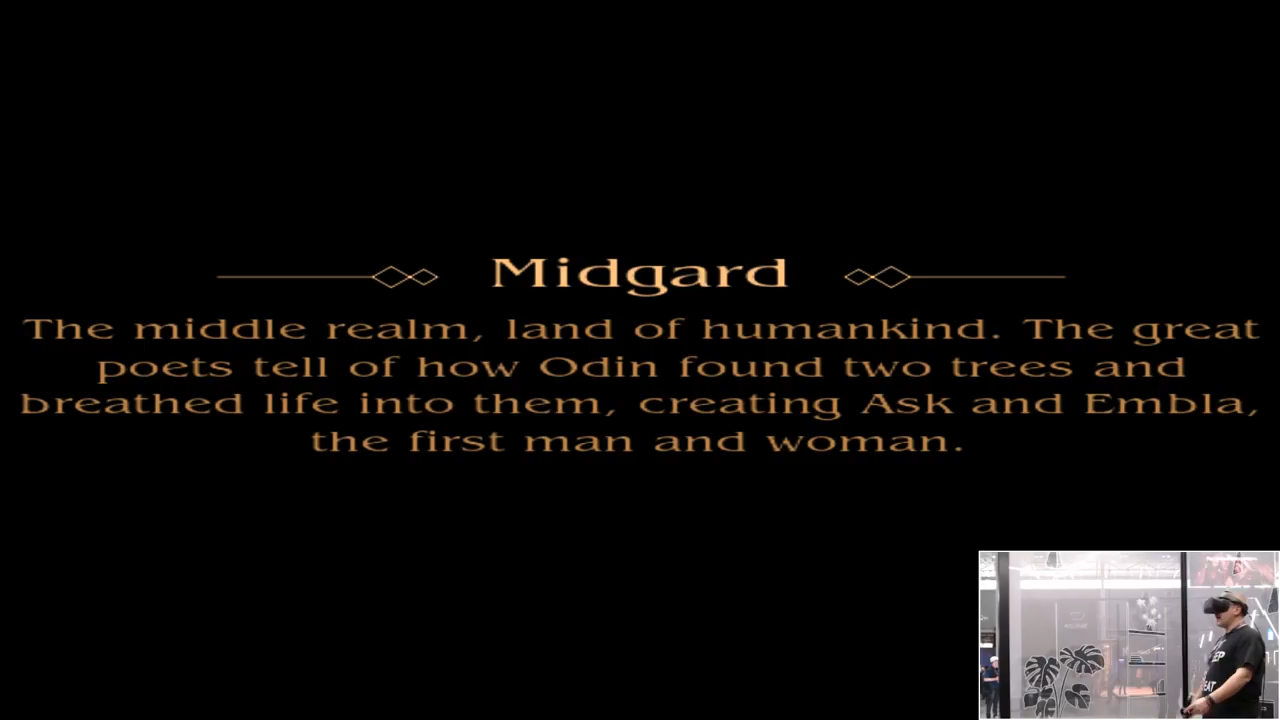 Midgard
The middle realm, land of humankind. The great
poets tell of how Odin found two trees and
breathed life into them, creating Ask and Embla,
the first man and woman.